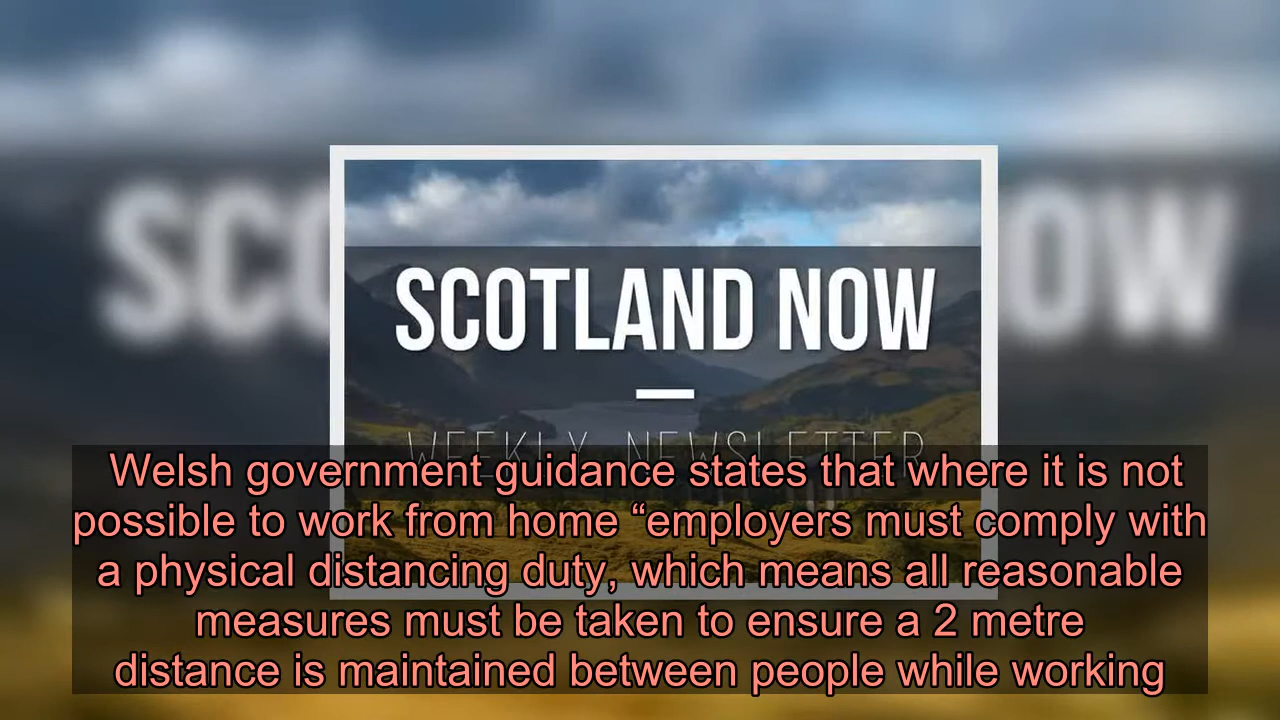 SCOTLAND NOW
WEEKLY NEWSLETTER
Welsh government guidance states that where it is not
possible to work from home “employers must comply with
a physical distancing duty, which means all reasonable
measures must be taken to ensure a 2 metre
distance is maintained between people while working